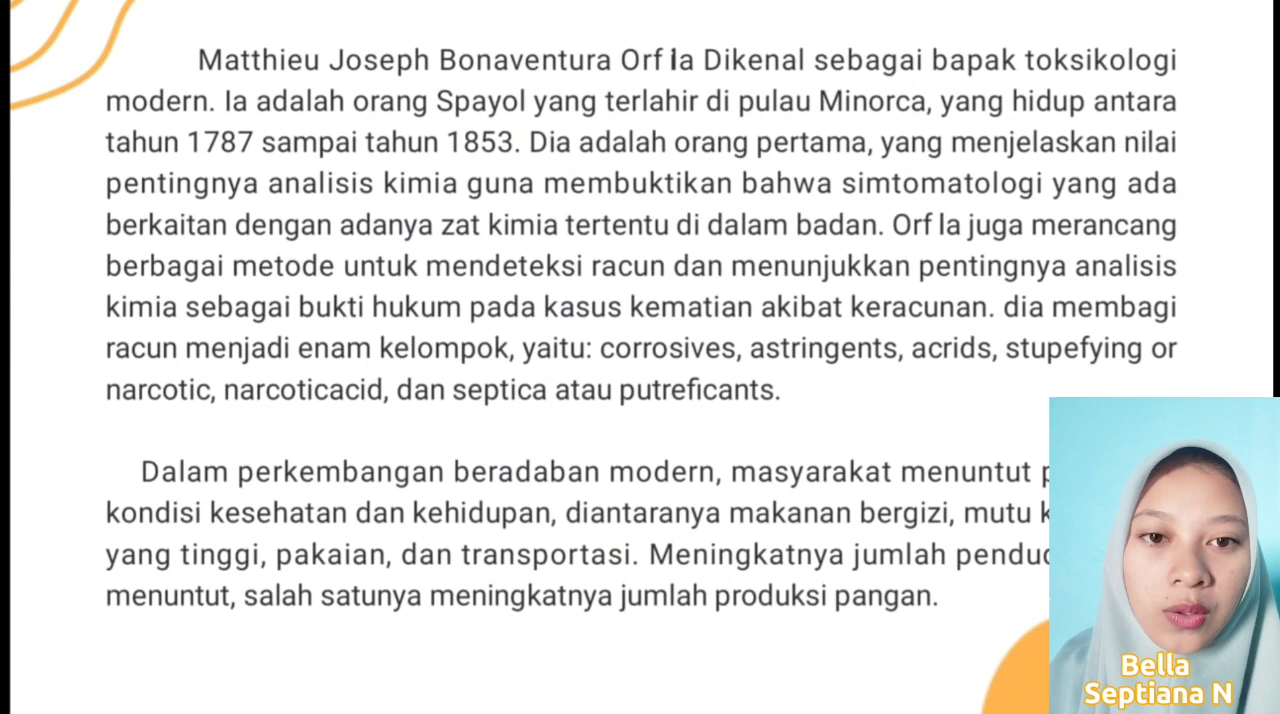 Matthieu Joseph Bonaventura Orf la Dikenal sebagai bapak toksikologi
modern. Ia adalah orang Spayol yang terlahir di pulau Minorca, yang hidup antara
tahun 1787 sampai tahun 1853. Dia adalah orang pertama, yang menjelaskan nilai
pentingnya analisis kimia guna membuktikan bahwa simtomatologi yang ada
berkaitan dengan adanya zat kimia tertentu di dalam badan. Orf la juga merancang
berbagai metode untuk mendeteksi racun dan menunjukkan pentingnya analisis
kimia sebagai bukti hukum pada kasus kematian akibat keracunan. dia membagi
racun menjadi enam kelompok, yaitu: corrosives, astringents, acrids, stupefying or
narcotic, narcoticacid, dan septica atau putreficants.
Dalam perkembangan beradaban modern, masyarakat menuntut
kondisi kesehatan dan kehidupan, diantaranya makanan bergizi, mutu
yang tinggi, pakaian, dan transportasi. Meningkatnya jumlah
menuntut, salah satunya meningkatnya jumlah produksi pangan.
Bella
Septiana N